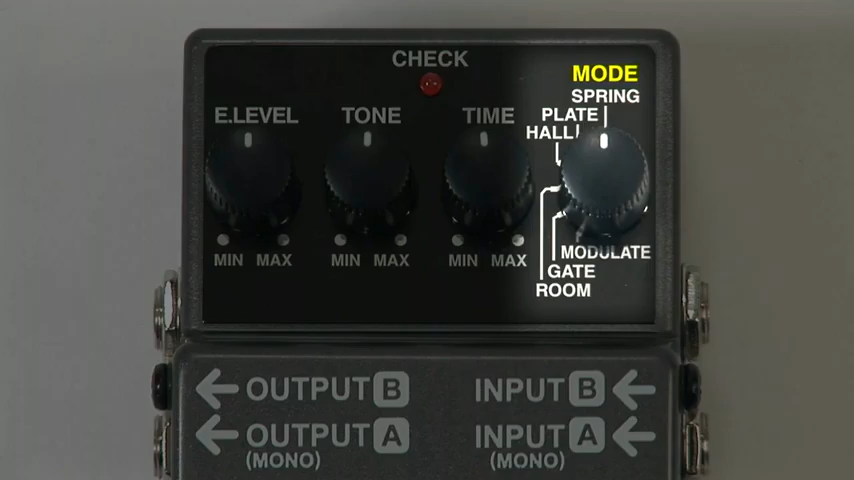 CHECK
MODE
SPRING
PLATE
HALL
E.LEVEL TONE TIME
MIN MAX MIN MAX MIN MAX
MODULATE
GATE
ROOM
OUTPUT B INPUT B
OUTPUT A INPUT A
(MONO) (MONO)